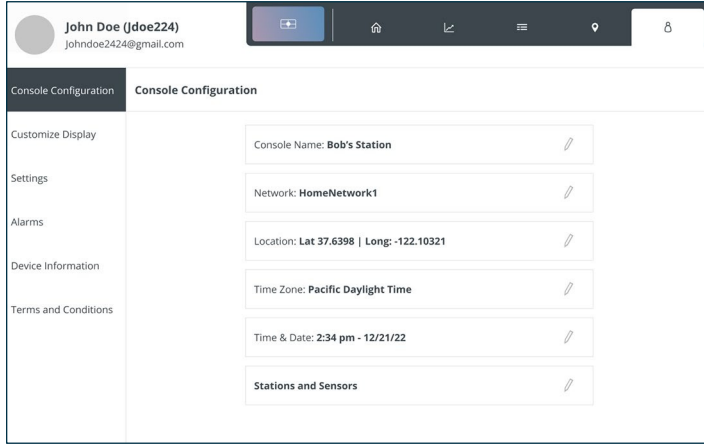 John Doe (Jdoe224)
Johndoe2424@gmail.com
Console Configuration
Customize Display
Settings
Alarms
Device Information
Terms and Conditions
Console Configuration
Console Name: Bob's Station
Network: HomeNetwork1
Location: Lat 37.6398 | Long: -122.10321
Time Zone: Pacific Daylight Time
Time & Date: 2:34 pm - 12/21/22
Stations and Sensors